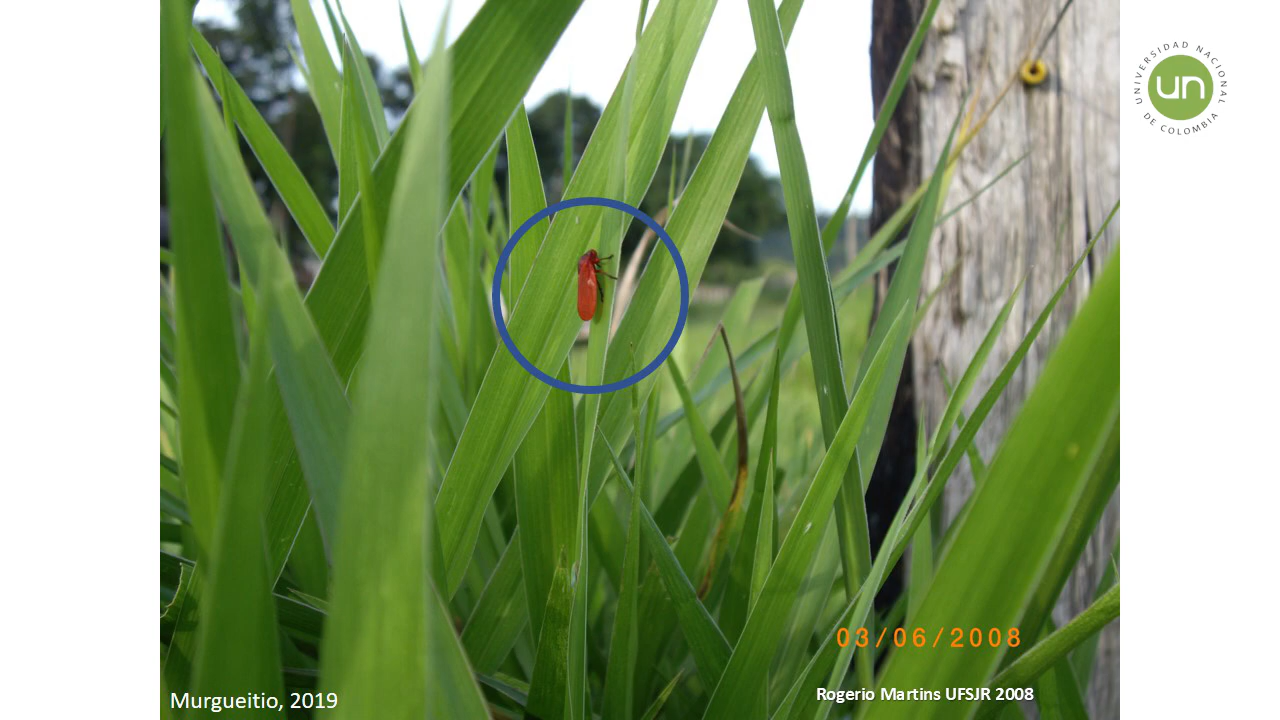 UNIVERSIDAD NACIONAL
DE COLOMBIA
un
03/06/2008
Murgueitio, 2019
Rogerio Martins UFSJR 2008